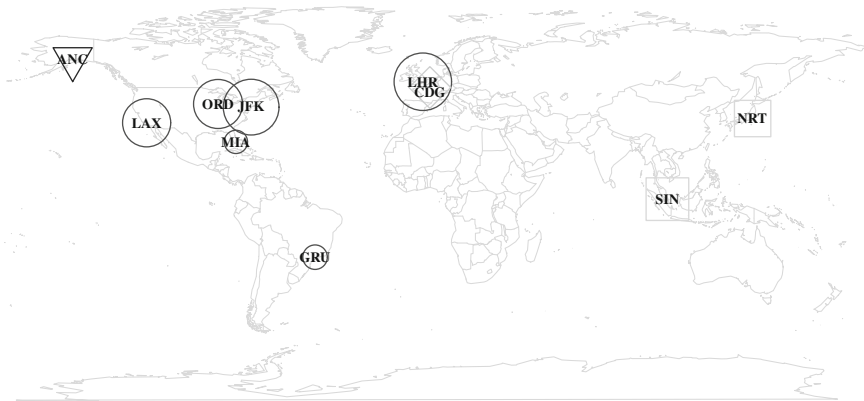 ANC
LHR
CDG
ORD
JFK
LAX
NRT
MIA
SIN
GRU